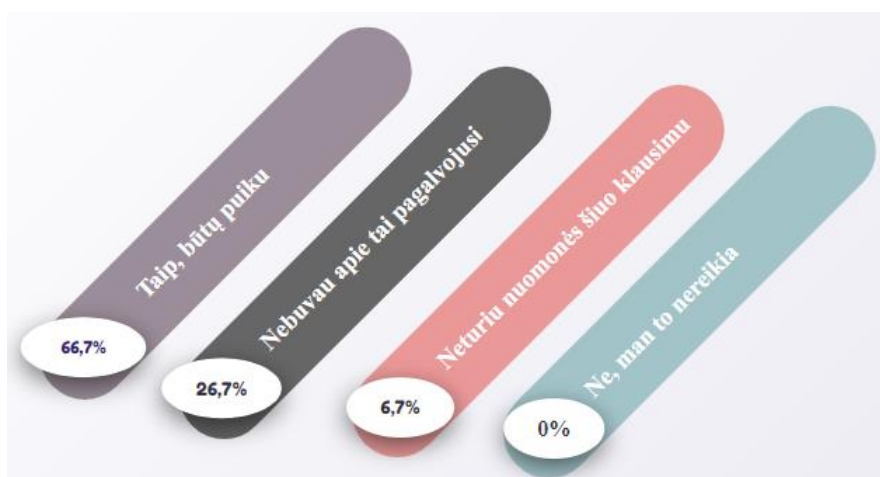 Taip, būtų puiku
66,7%
Nebuvau apie tai pagalvojusi
26,7%
Neturiu nuomonės šiuo klausimu
6,7%
Ne, man to nereikia
0%